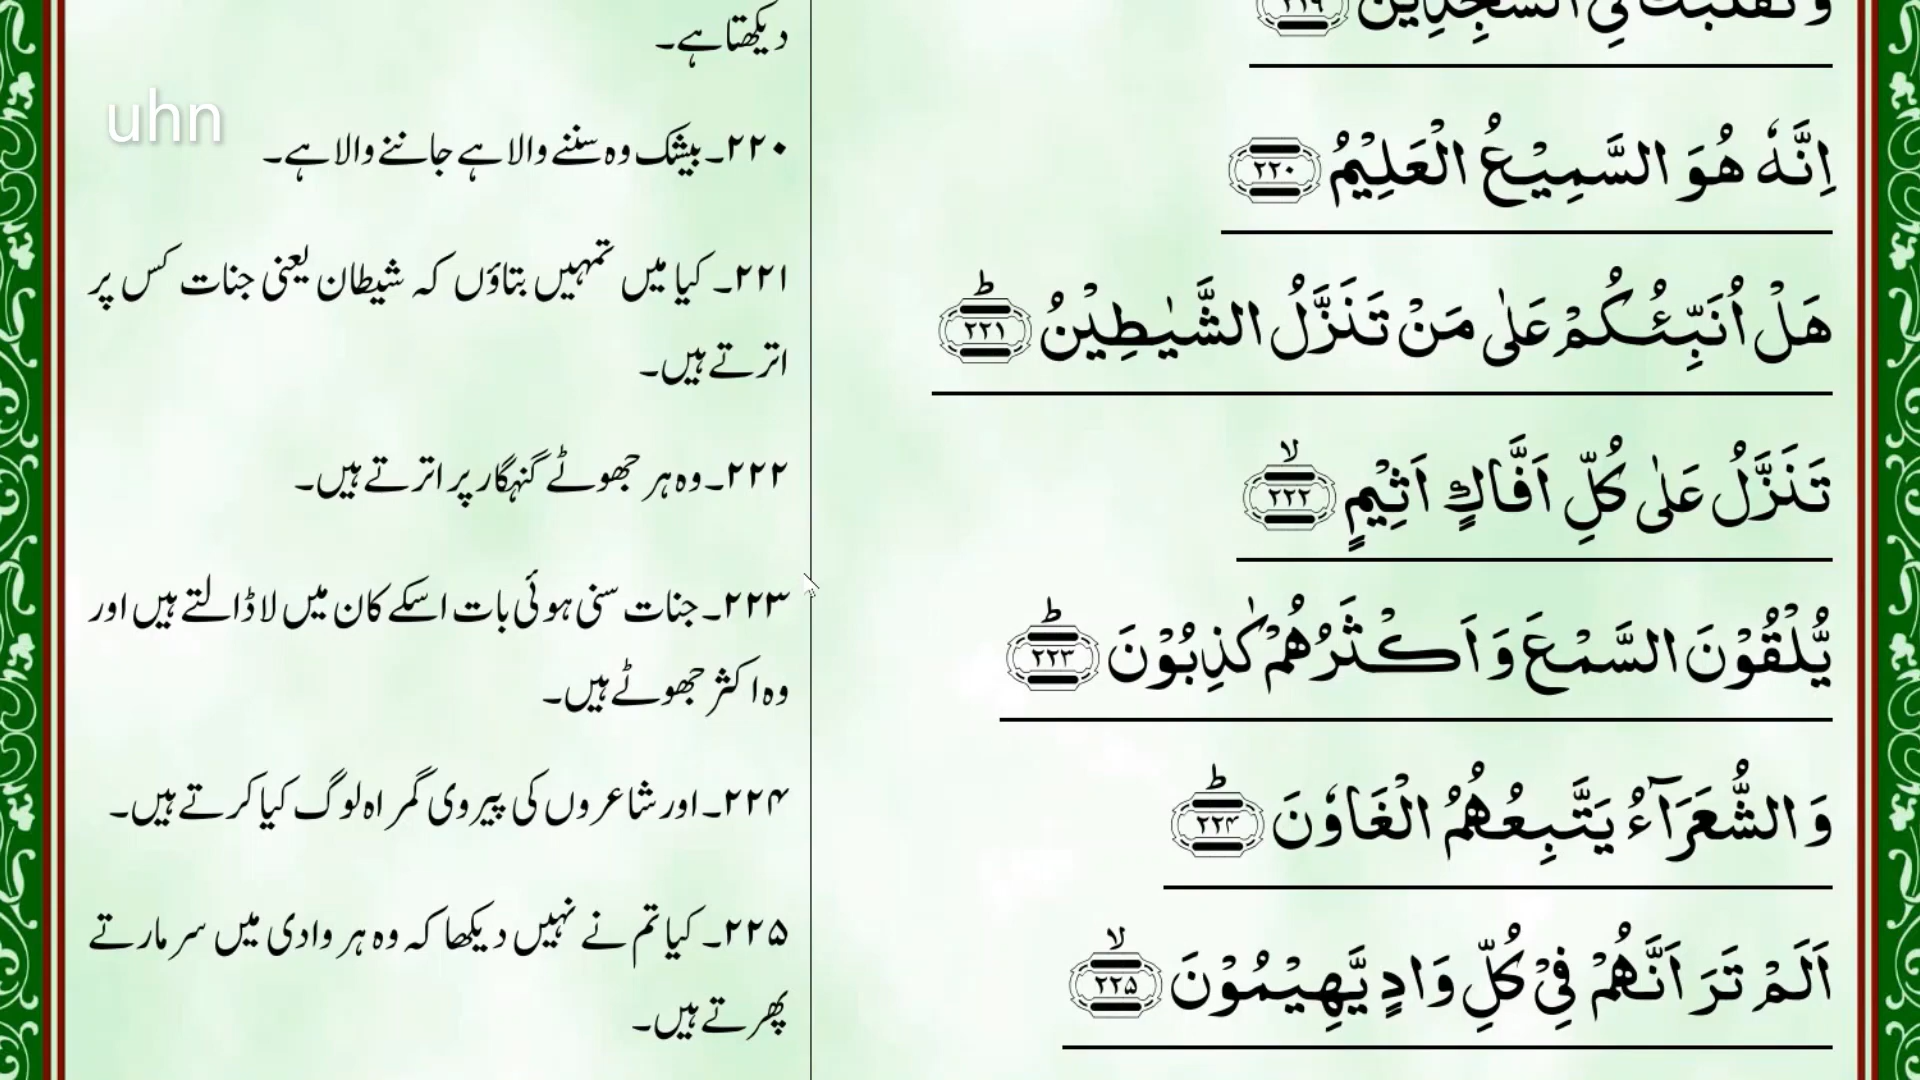 وَتَقَلُّبَكَ فِی السّٰجِدِیْنَ ﴿۲۱۹﴾
اِنَّهٗ هُوَ السَّمِیْعُ الْعَلِیْمُ ﴿۲۲۰﴾
هَلْ اُنَبِّئُكُمْ عَلٰی مَنْ تَنَزَّلُ الشَّیٰطِیْنُ ﴿۲۲۱﴾ؕ
تَنَزَّلُ عَلٰی كُلِّ اَفَّاكٍ اَثِیْمٍ ﴿۲۲۲﴾ۙ
یُّلْقُوْنَ السَّمْعَ وَ اَكْثَرُهُمْ كٰذِبُوْنَ ﴿۲۲۳﴾ؕ
وَ الشُّعَرَآءُ یَتَّبِعُهُمُ الْغَاوٗنَ ﴿۲۲۴﴾ؕ
اَلَمْ تَرَ اَنَّهُمْ فِیْ كُلِّ وَادٍ یَّهِیْمُوْنَ ﴿۲۲۵﴾ۙ
دیکھتا ہے۔
۲۲۰۔ بیشک وہ سننے والا ہے جاننے والا ہے۔
۲۲۱۔ کیا میں تمہیں بتاؤں کہ شیطان یعنی جنات کس پر
اترتے ہیں۔
۲۲۲۔ وہ ہر جھوٹے گنہگار پر اترتے ہیں۔
۲۲۳۔ جنات سنی ہوئی بات اسکے کان میں لا ڈالتے ہیں اور
وہ اکثر جھوٹے ہیں۔
۲۲۴۔ اور شاعروں کی پیروی گمراہ لوگ کیا کرتے ہیں۔
۲۲۵۔ کیا تم نے نہیں دیکھا کہ وہ ہر وادی میں سر مارتے
پھرتے ہیں۔
uhn